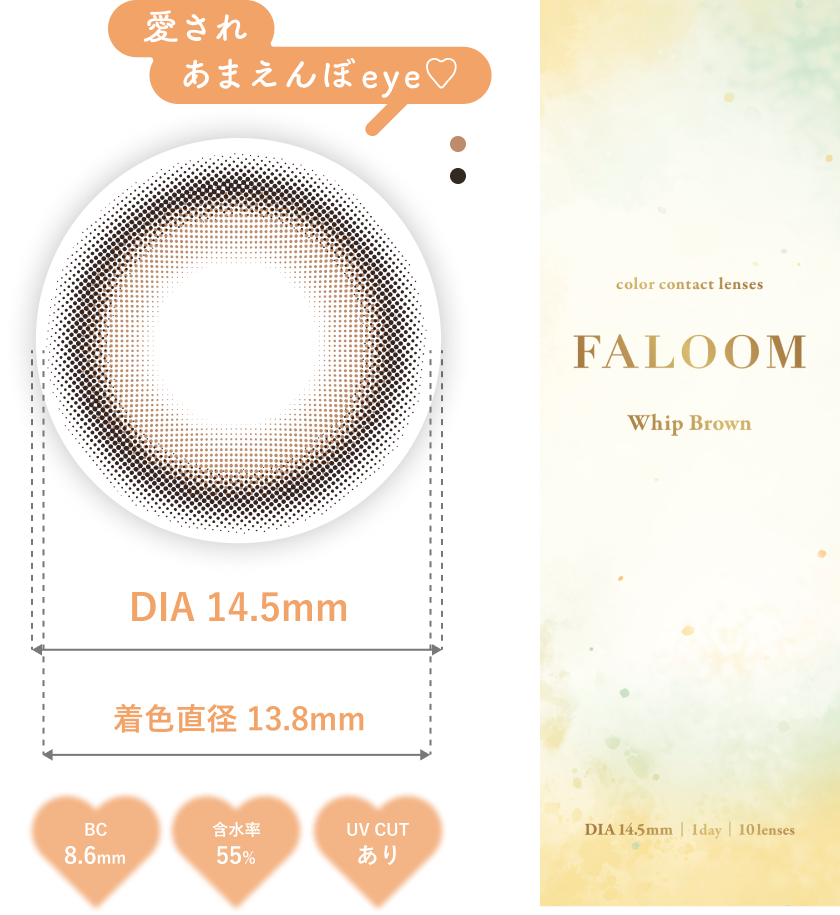 愛され
あまえんぼeye♡
DIA 14.5mm
着色直径 13.8mm
BC
8.6mm
含水率
55%
UV CUT
あり
color contact lenses
FALOOM
Whip Brown
DIA 14.5mm | 1day | 10 lenses